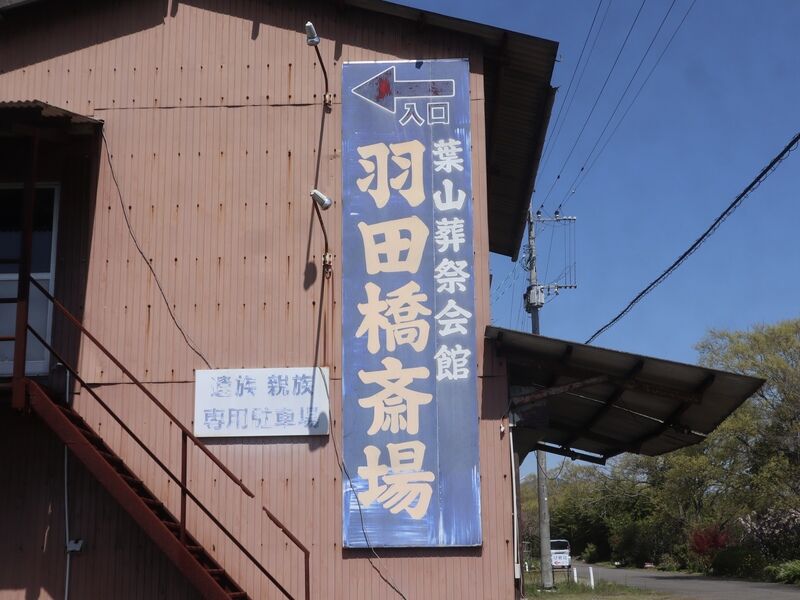 入口
葉山葬祭会館
羽田橋斎場
遺族 親族
専用駐車場